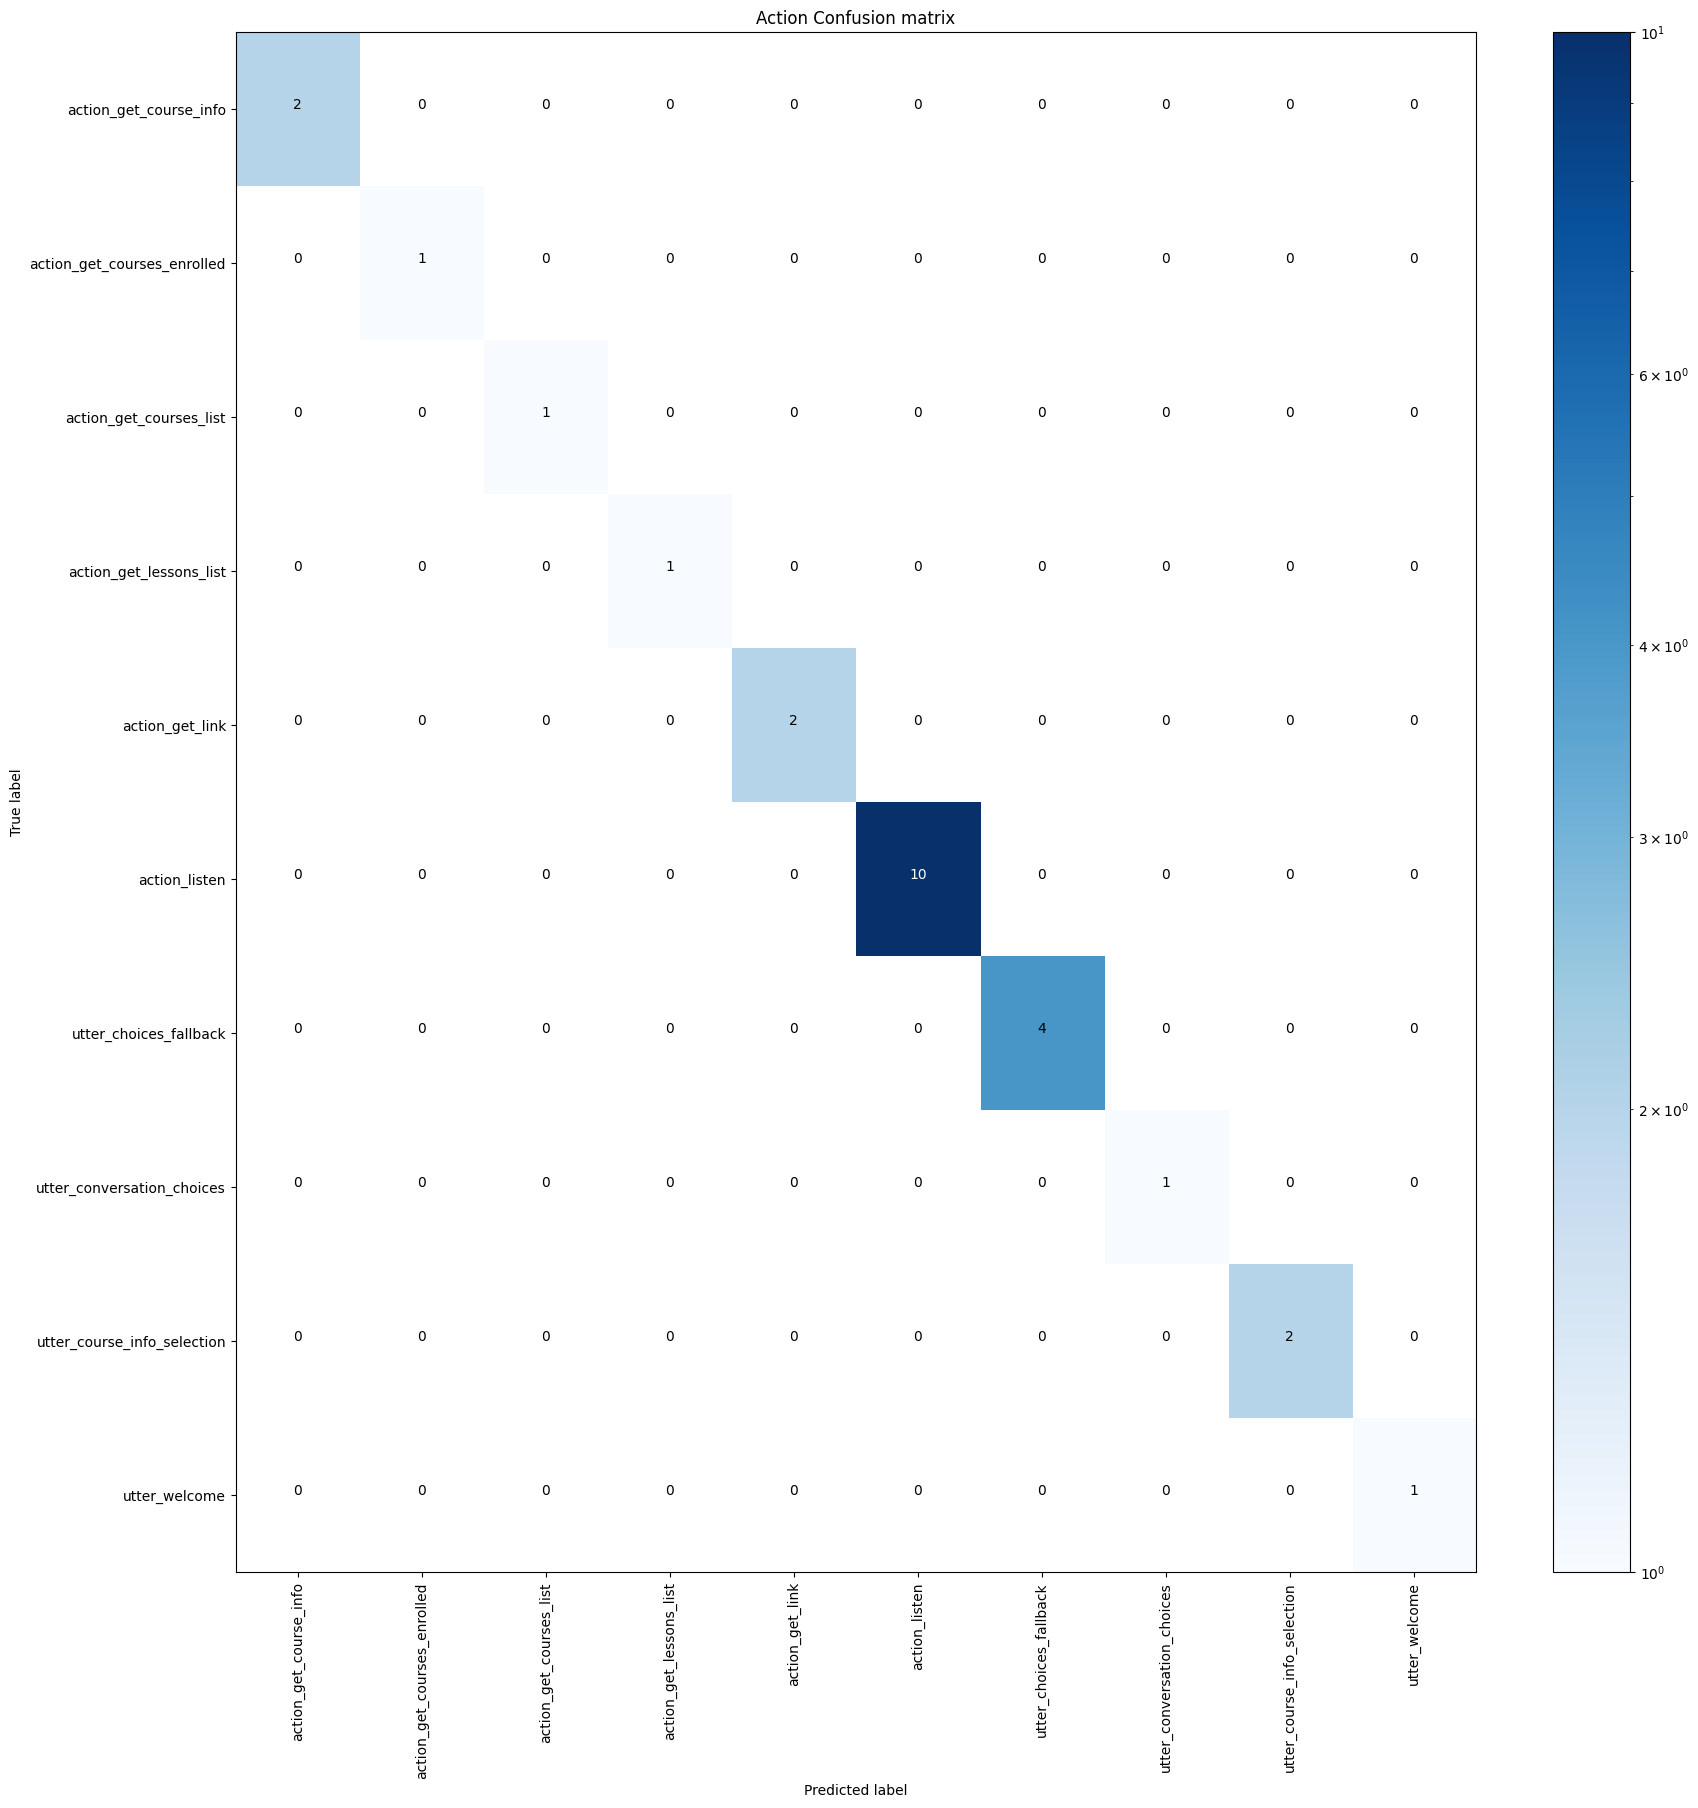 Action Confusion matrix
action_get_course_info 2 0 0 0 0 0 0 0 0 0
action_get_courses_enrolled 0 1 0 0 0 0 0 0 0 0
action_get_courses_list 0 0 1 0 0 0 0 0 0 0
action_get_lessons_list 0 0 0 1 0 0 0 0 0 0
action_get_link 0 0 0 0 2 0 0 0 0 0
True label
action_listen 0 0 0 0 0 10 0 0 0 0
utter_choices_fallback 0 0 0 0 0 0 4 0 0 0
utter_conversation_choices 0 0 0 0 0 0 0 1 0 0
utter_course_info_selection 0 0 0 0 0 0 0 0 2 0
utter_welcome 0 0 0 0 0 0 0 0 0 1
action_get_course_info
action_get_courses_enrolled
action_get_courses_list
action_get_lessons_list
action_get_link
action_listen
utter_choices_fallback
utter_conversation_choices
utter_course_info_selection
utter_welcome
Predicted label
10¹
6 × 10⁰
4 × 10⁰
3 × 10⁰
2 × 10⁰
10⁰